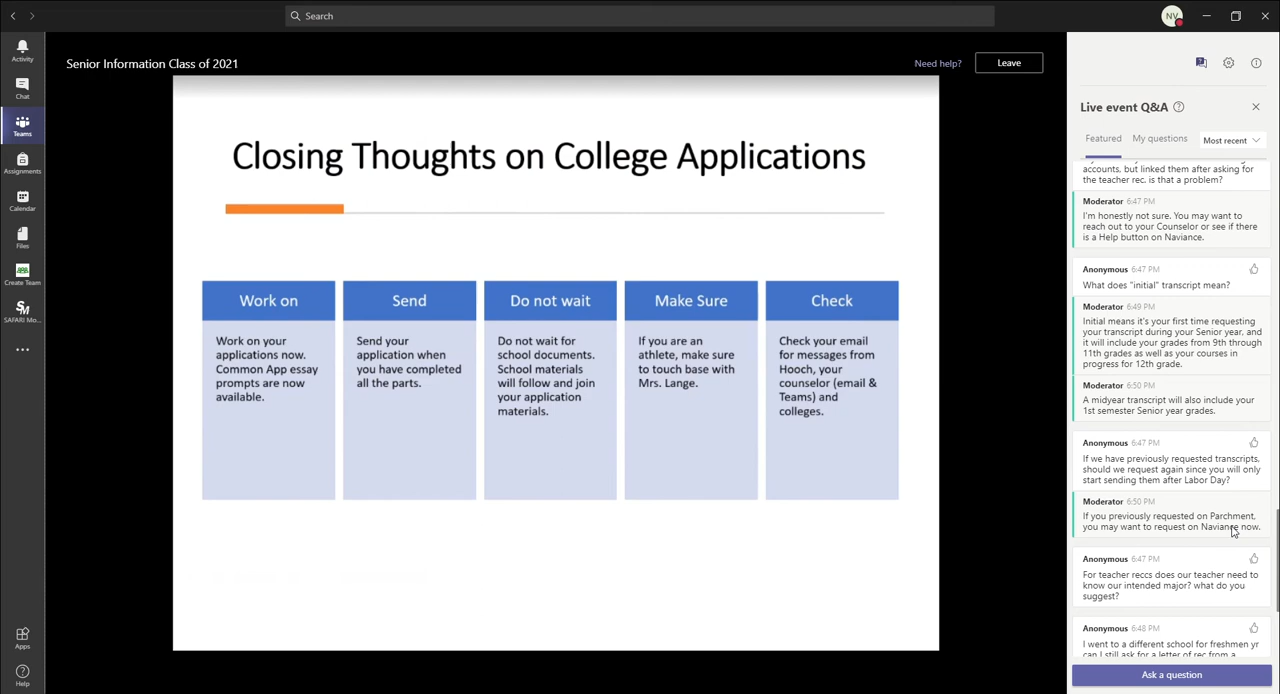 Search
NV
Activity
Chat
Teams
Assignments
Calendar
Files
Create Team
SAFARI Mo...
Apps
Help
Senior Information Class of 2021
Need help?
Leave
Closing Thoughts on College Applications
Work on
Work on your
applications now.
Common App essay
prompts are now
available.
Send
Send your
application when
you have completed
all the parts.
Do not wait
Do not wait for
school documents.
School materials
will follow and join
your application
materials.
Make Sure
If you are an
athlete, make sure
to touch base with
Mrs. Lange.
Check
Check your email
for messages from
Hooch, your
counselor (email &
Teams) and
colleges.
Live event Q&A
Featured
My questions
Most recent
accounts, but linked them after asking for
the teacher rec. is that a problem?
Moderator 6:47 PM
I'm honestly not sure. You may want to
reach out to your Counselor or see if there
is a Help button on Naviance.
Anonymous 6:47 PM
What does "initial" transcript mean?
Moderator 6:49 PM
Initial means it's your first time requesting
your transcript during your Senior year, and
it will include your grades from 9th through
11th grades as well as your courses in
progress for 12th grade.
Moderator 6:50 PM
A midyear transcript will also include your
1st semester Senior year grades.
Anonymous 6:47 PM
If we have previously requested transcripts,
should we request again since you will only
start sending them after Labor Day?
Moderator 6:50 PM
If you previously requested on Parchment,
you may want to request on Naviance now.
Anonymous 6:47 PM
For teacher reccs does our teacher need to
know our intended major? what do you
suggest?
Anonymous 6:48 PM
I went to a different school for freshmen yr
can I still ask for a letter of rec from a
Ask a question